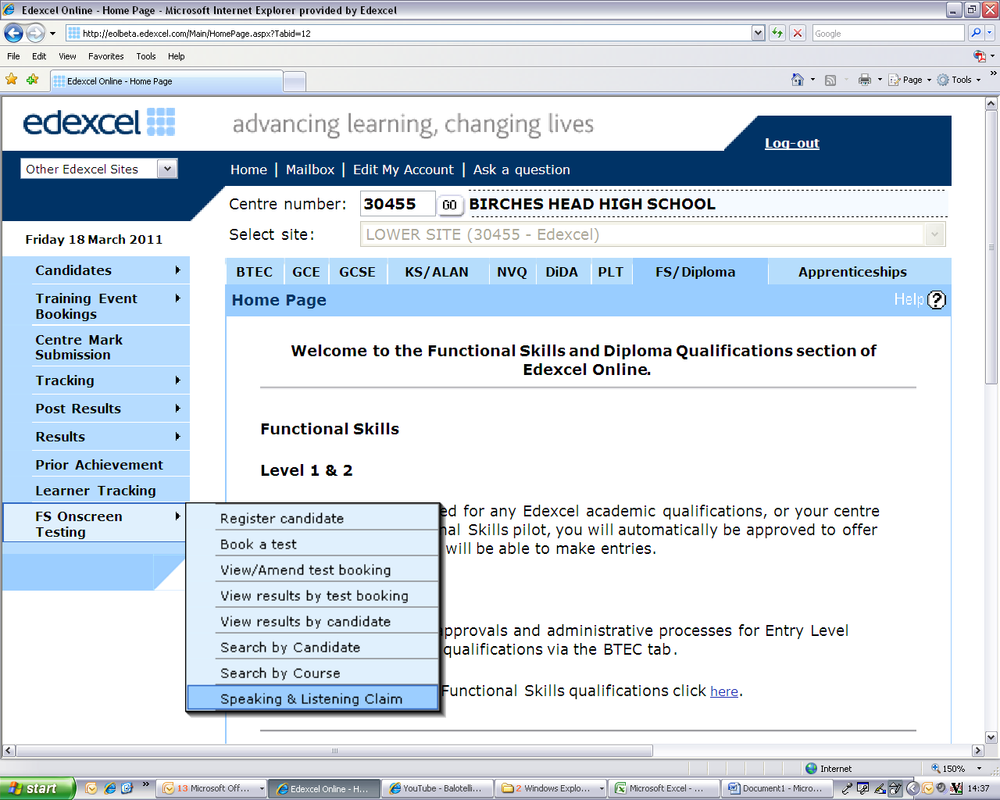 Edexcel Online - Home Page - Microsoft Internet Explorer provided by Edexcel
http://eolbeta.edexcel.com/Main/HomePage.aspx?Tabid=12
Google
File Edit View Favorites Tools Help
Edexcel Online - Home Page
Page Tools
edexcel
advancing learning, changing lives
Log-out
Other Edexcel Sites
Home | Mailbox | Edit My Account | Ask a question
Centre number: 30455 GO BIRCHES HEAD HIGH SCHOOL
Select site: LOWER SITE (30455 - Edexcel)
Friday 18 March 2011
BTEC GCE GCSE KS/ALAN NVQ DiDA PLT FS/Diploma Apprenticeships
Home Page
Help ?
Candidates
Training Event
Bookings
Centre Mark
Submission
Tracking
Post Results
Results
Prior Achievement
Learner Tracking
FS Onscreen
Testing
Register candidate
Book a test
View/Amend test booking
View results by test booking
View results by candidate
Search by Candidate
Search by Course
Speaking & Listening Claim
Welcome to the Functional Skills and Diploma Qualifications section of
Edexcel Online.
Functional Skills
Level 1 & 2
ed for any Edexcel academic qualifications, or your centre
nal Skills pilot, you will automatically be approved to offer
will be able to make entries.
approvals and administrative processes for Entry Level
qualifications via the BTEC tab.
Functional Skills qualifications click here.
Internet
150%
start
13 Microsoft Off...
Edexcel Online - H...
YouTube - Balotelli...
2 Windows Explo...
Microsoft Excel - ...
Document1 - Micro...
14:37